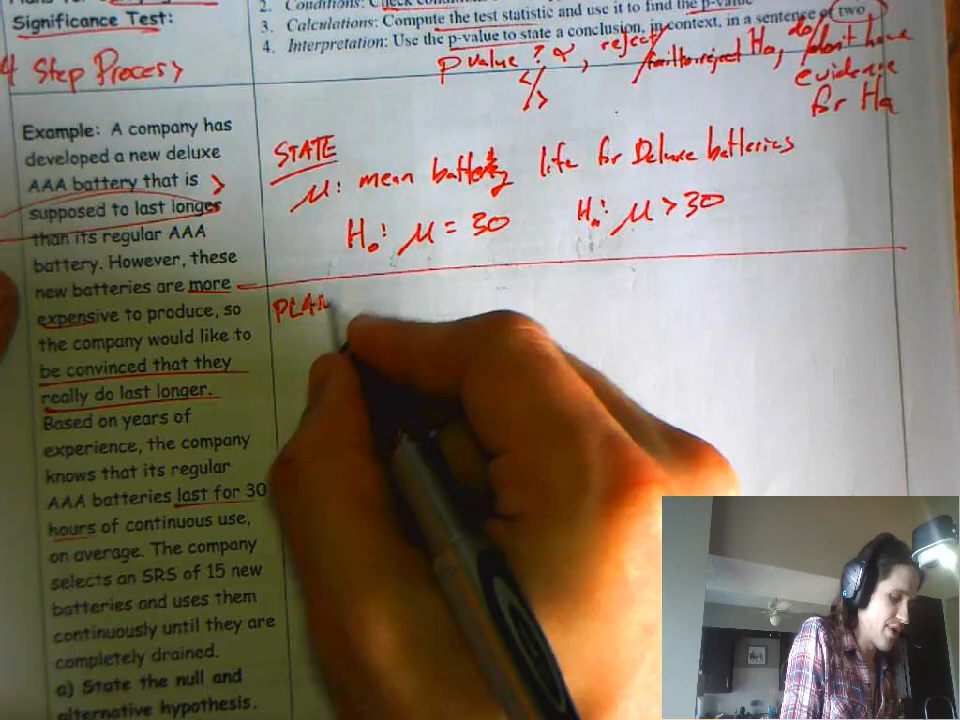 Significance Test:
4 Step Process
2. Conditions: Check
3. Calculations: Compute the test statistic and use it to find the p-value
4. Interpretation: Use the p-value to state a conclusion, in context, in a sentence or two
p value ? α, reject/
fail to reject H₀, do/
don't have
evidence
for Ha
</>
Example: A company has
developed a new deluxe
AAA battery that is
supposed to last longer
than its regular AAA
battery. However, these
new batteries are more
expensive to produce, so
the company would like to
be convinced that they
really do last longer.
Based on years of
experience, the company
knows that its regular
AAA batteries last for 30
hours of continuous use,
on average. The company
selects an SRS of 15 new
batteries and uses them
continuously until they are
completely drained.
a) State the null and
alternative hypothesis.
STATE
μ: mean battery life for Deluxe batteries
H₀: μ = 30 Hₐ: μ > 30
PLAN